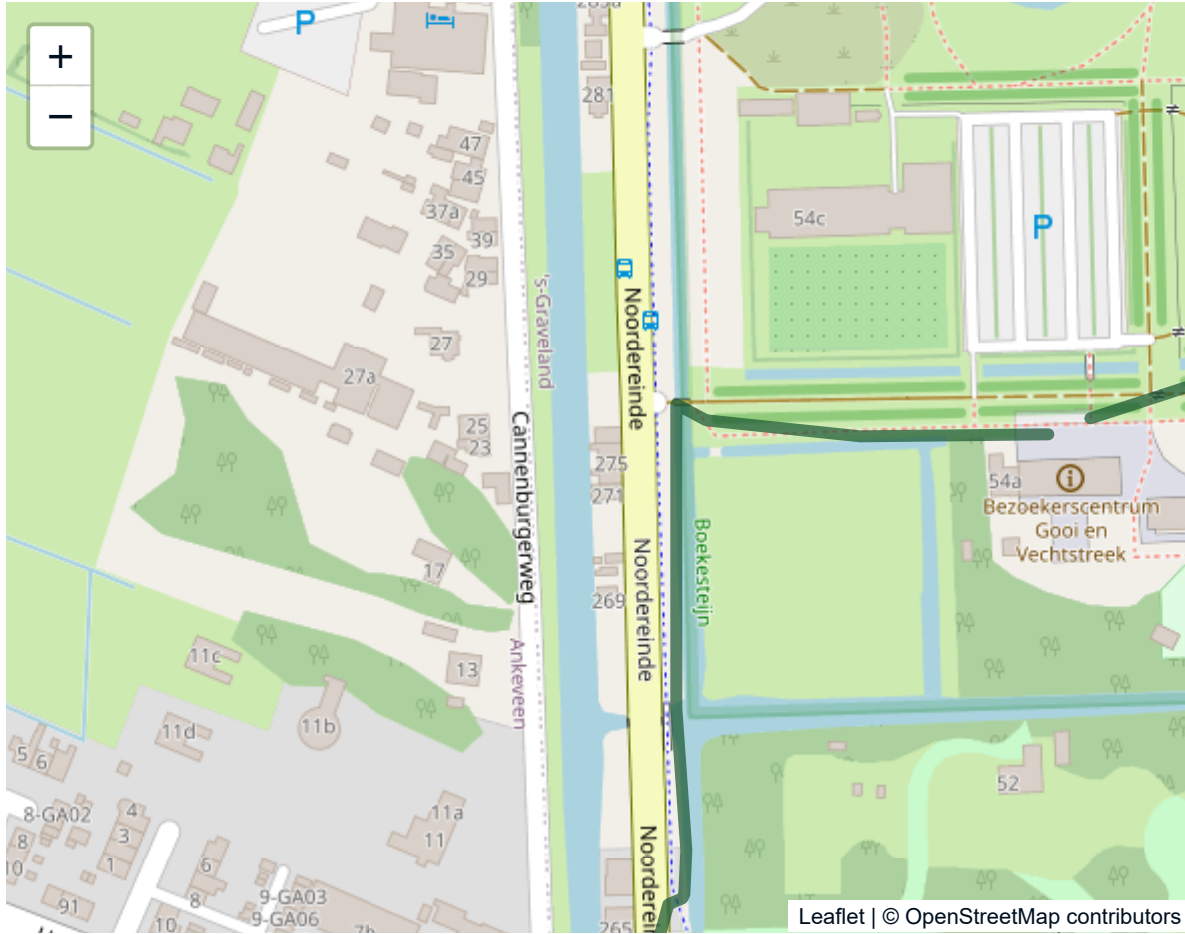 +
−
P
283a
281
47
45
37a
39
35
29
27
27a
25
23
17
13
11c
11b
11d
5
6
8-GA02
8
10
4
3
1
91
6
8
10
9-GA03
9-GA06
7b
11a
11
's-Graveland
Cannenburgerweg
Ankeveen
Noordereinde
275
271
Noordereinde
269
265
54c
P
54a
Bezoekerscentrum
Gooi en
Vechtstreek
Boekesteijn
52
Leaflet | © OpenStreetMap contributors